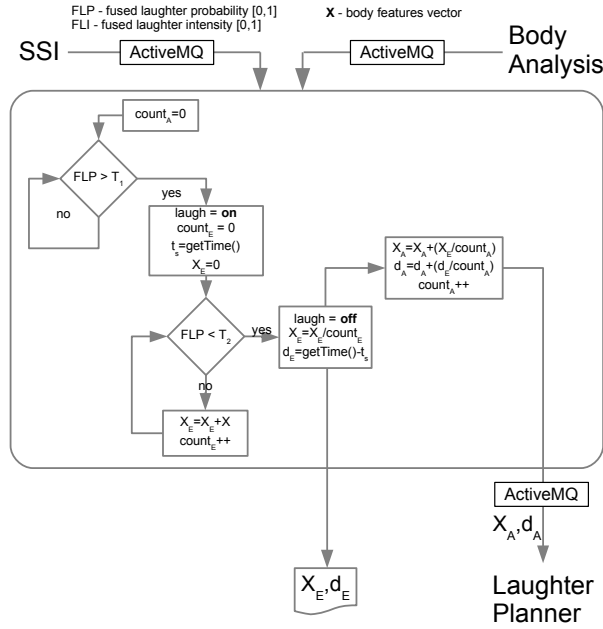 FLP - fused laughter probability [0,1]
FLI - fused laughter intensity [0,1]
X - body features vector
SSI
ActiveMQ
ActiveMQ
Body
Analysis
count_A=0
FLP > T_1
yes
no
laugh = on
count_E = 0
t_s=getTime()
X_E=0
X_A=X_A+(X_E/count_A)
d_A=d_A+(d_E/count_A)
count_A++
FLP < T_2
yes
laugh = off
X_E=X_E/count_E
d_E=getTime()-t_s
no
X_E=X_E+X
count_E++
ActiveMQ
X_A,d_A
X_E,d_E
Laughter
Planner